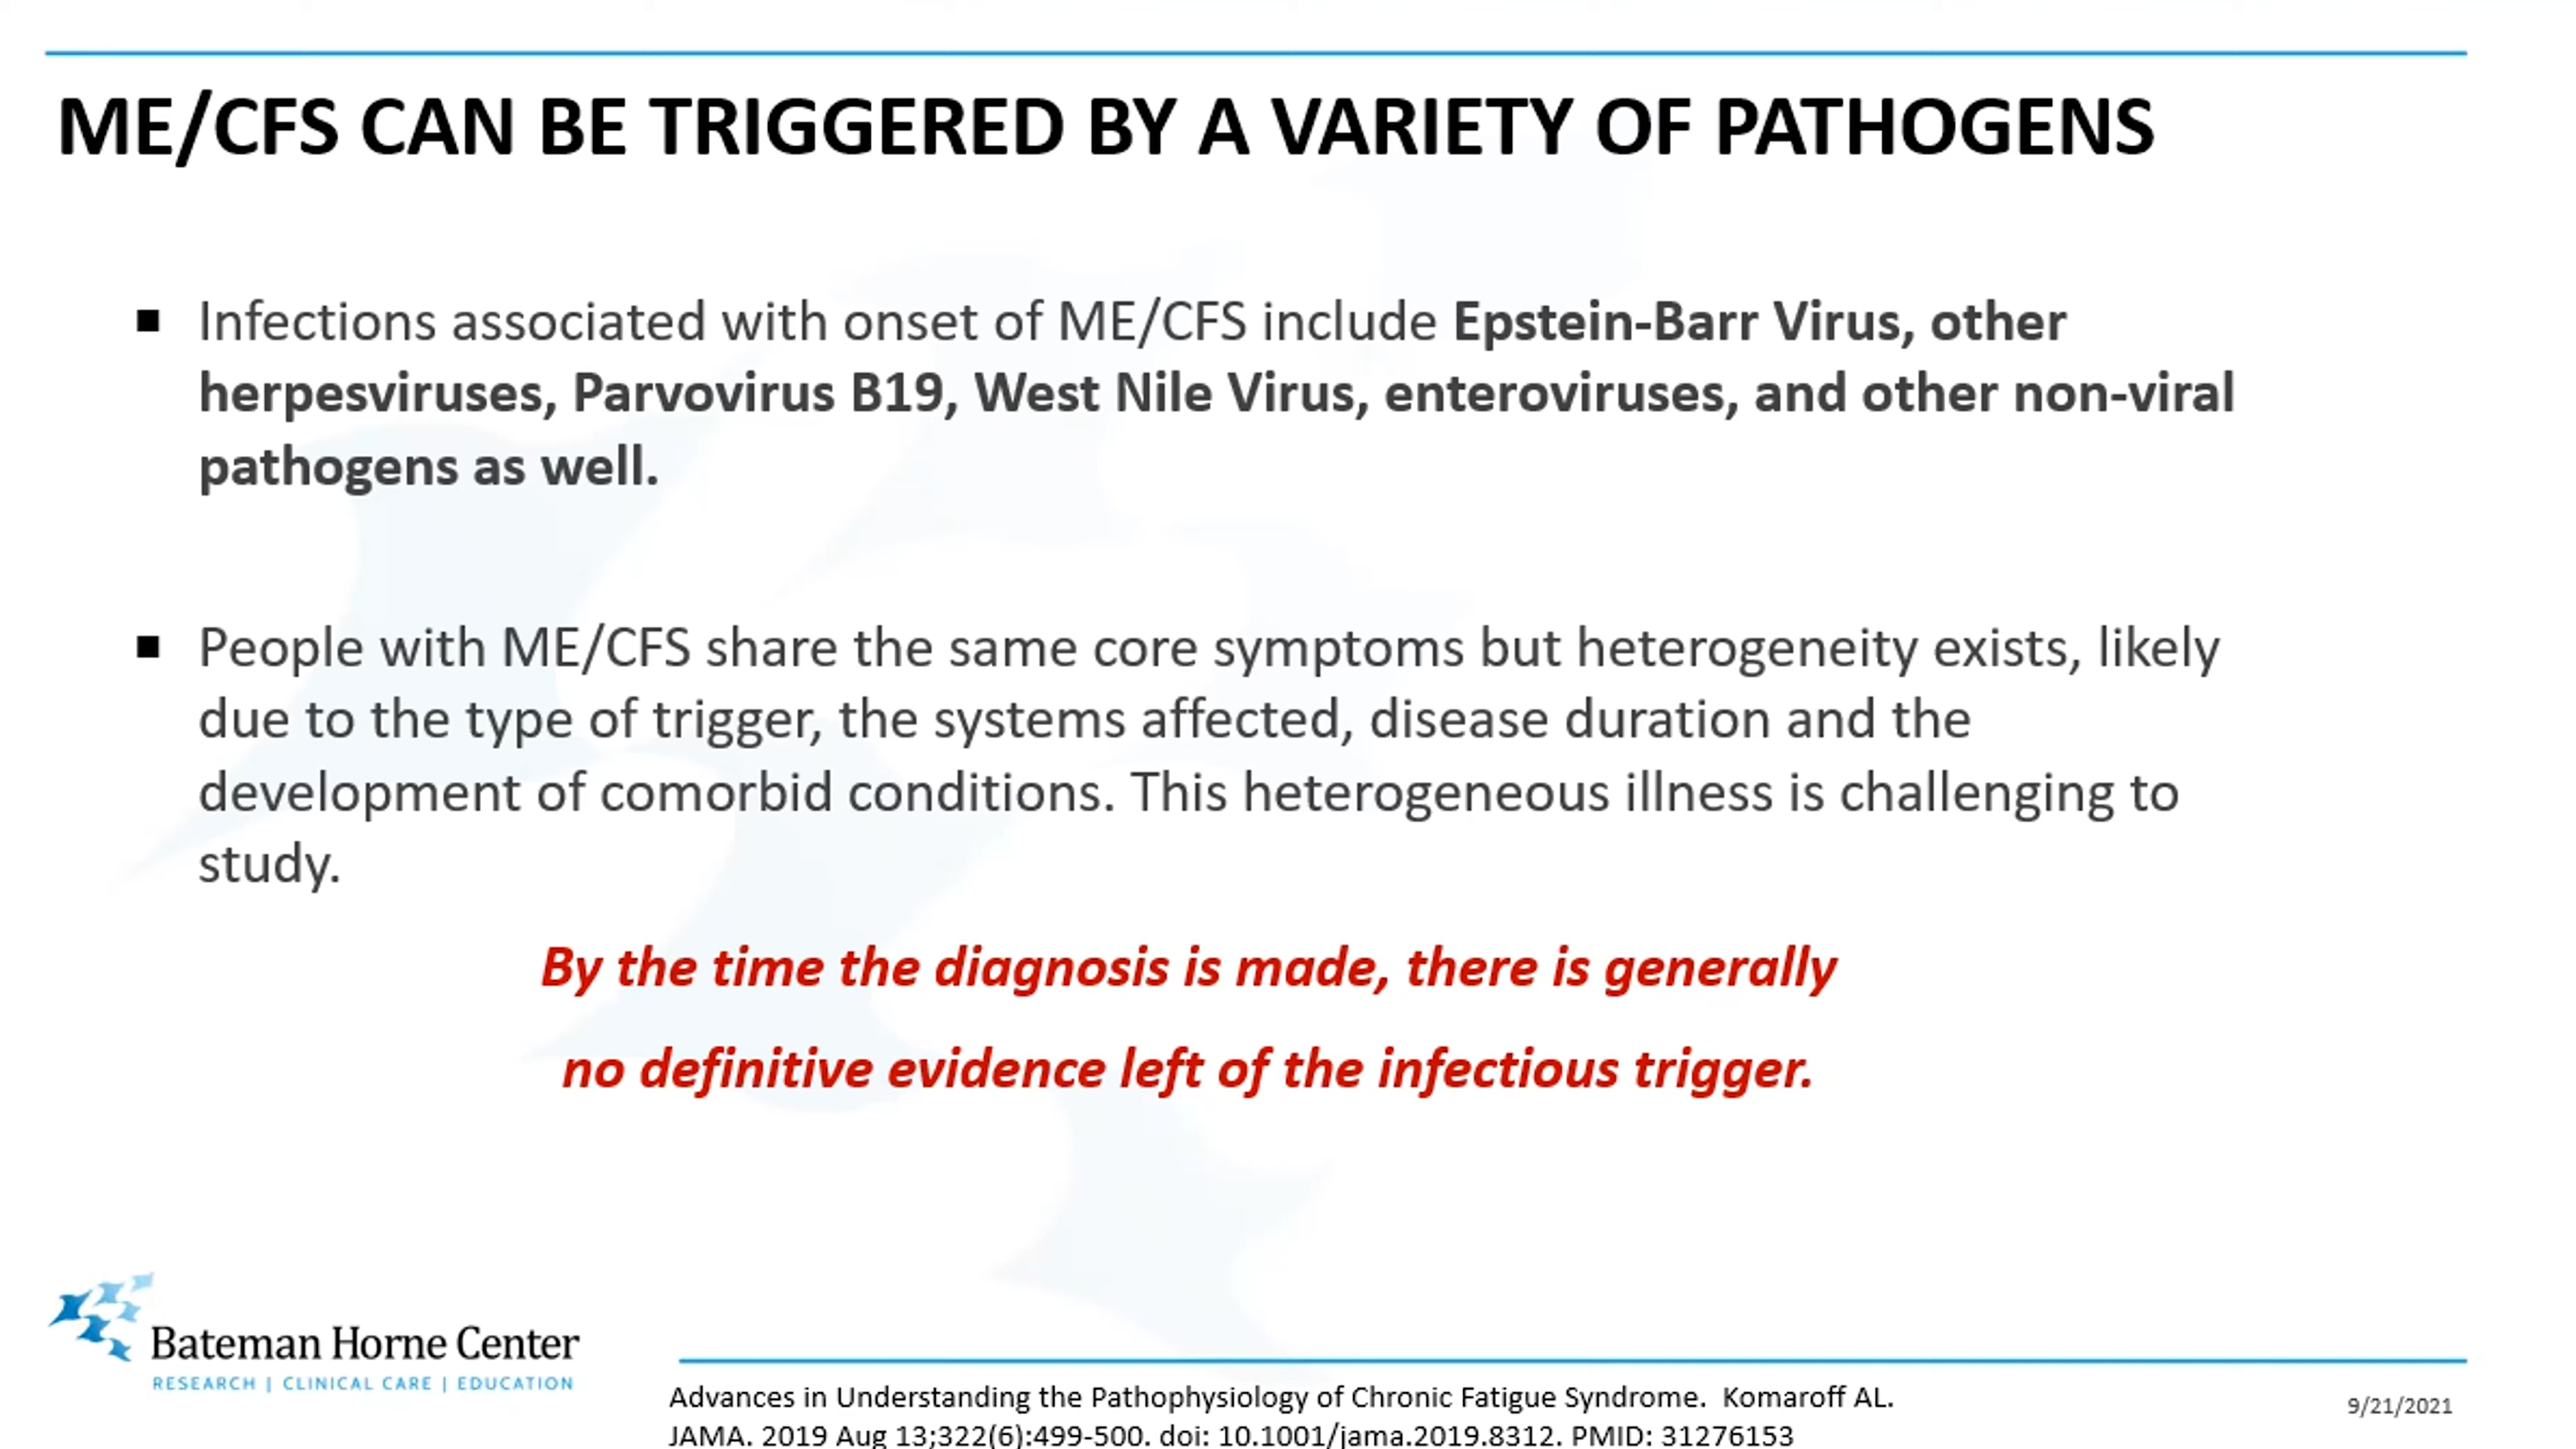 ME/CFS CAN BE TRIGGERED BY A VARIETY OF PATHOGENS
▪ Infections associated with onset of ME/CFS include Epstein-Barr Virus, other
herpesviruses, Parvovirus B19, West Nile Virus, enteroviruses, and other non-viral
pathogens as well.
▪ People with ME/CFS share the same core symptoms but heterogeneity exists, likely
due to the type of trigger, the systems affected, disease duration and the
development of comorbid conditions. This heterogeneous illness is challenging to
study.
By the time the diagnosis is made, there is generally
no definitive evidence left of the infectious trigger.
Bateman Horne Center
RESEARCH | CLINICAL CARE | EDUCATION
Advances in Understanding the Pathophysiology of Chronic Fatigue Syndrome. Komaroff AL.
JAMA. 2019 Aug 13;322(6):499-500. doi: 10.1001/jama.2019.8312. PMID: 31276153
9/21/2021